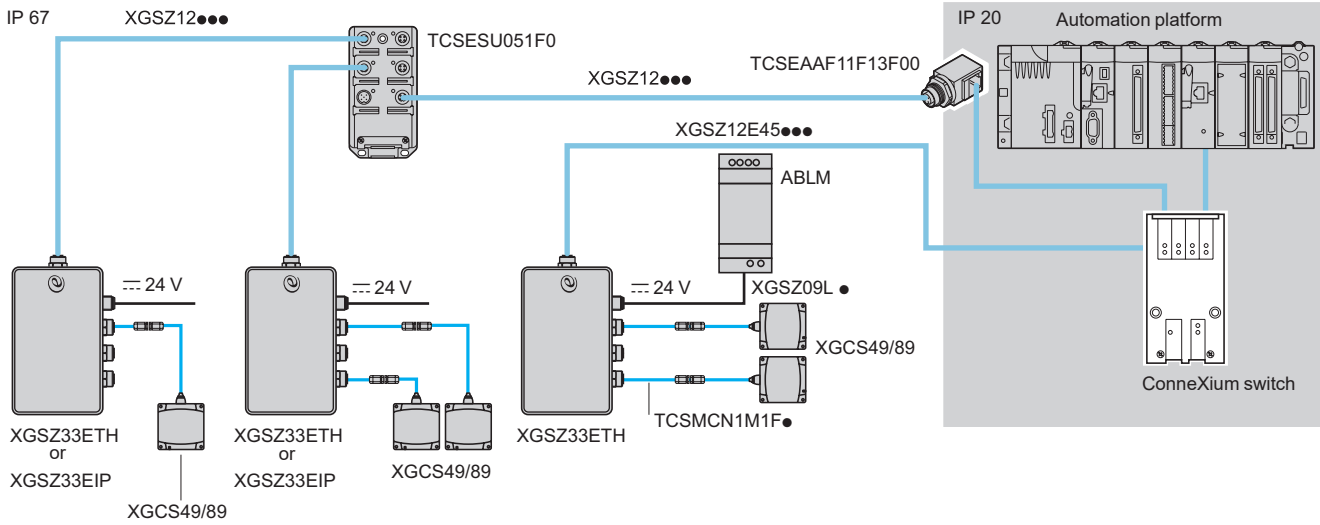 IP 67
XGSZ12●●●
TCSESU051F0
IP 20
Automation platform
TCSEAAF11F13F00
XGSZ12●●●
XGSZ12E45●●●
ABLM
24 V
24 V
24 V
XGSZ09L ●
XGCS49/89
ConneXium switch
TCSMCN1M1F●
XGSZ33ETH
or
XGSZ33EIP
XGSZ33ETH
or
XGSZ33EIP
XGCS49/89
XGSZ33ETH
XGCS49/89